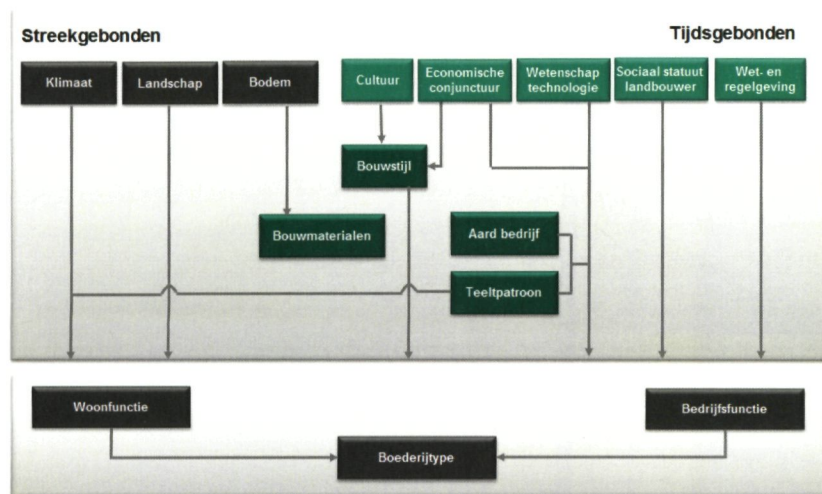 Streekgebonden
Tijdsgebonden
Klimaat
Landschap
Bodem
Cultuur
Economische
conjunctuur
Wetenschap
technologie
Sociaal statuut
landbouwer
Wet- en
regelgeving
Bouwstijl
Bouwmaterialen
Aard bedrijf
Teeltpatroon
Woonfunctie
Bedrijfsfunctie
Boederijtype